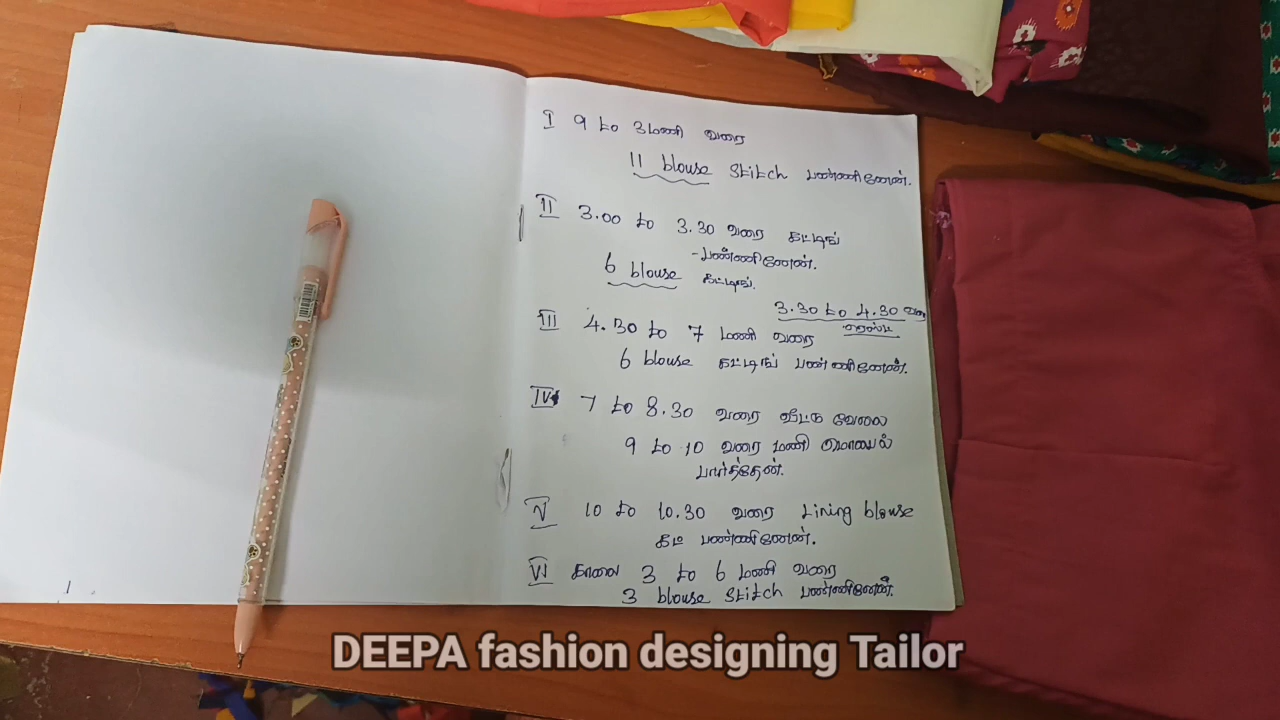 I 9 to 3மணி வரை
11 blouse Stitch பண்ணினேன்.
II 3.00 to 3.30 வரை கட்டிங்
-பண்ணினேன்.
6 blouse கட்டிங்.
3.30 to 4.30 வரை
ரெஸ்ட்
III 4.30 to 7 மணி வரை
6 blouse கட்டிங் பண்ணினேன்.
IV 7 to 8.30 வரை வீட்டு வேலை
9 to 10 வரை மணி மொபைல்
பார்த்தேன்.
V 10 to 10.30 வரை Lining blouse
கட் பண்ணினேன்.
VI காலை 3 to 6 மணி வரை
3 blouse Stitch பண்ணினேன்.
DEEPA fashion designing Tailor